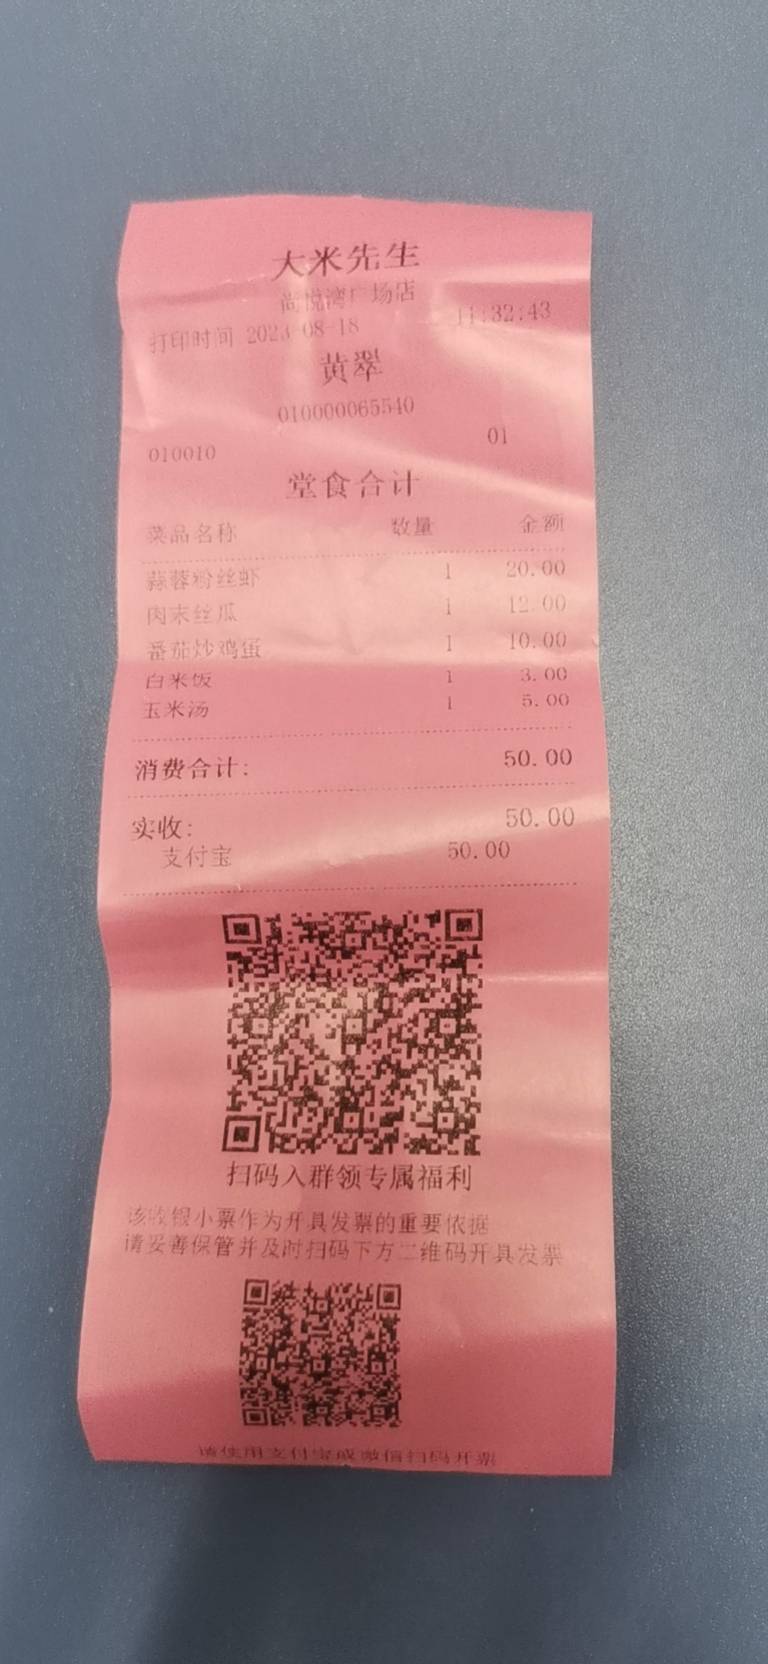 大米先生
尚悦湾广场店
打印时间 2023-08-18 11:32:43
黄翠
010000065540
010010 01
堂食合计
菜品名称 数量 金额
蒜蓉粉丝虾 1 20.00
肉末丝瓜 1 12.00
番茄炒鸡蛋 1 10.00
白米饭 1 3.00
玉米汤 1 5.00
消费合计: 50.00
实收: 50.00
支付宝 50.00
扫码入群领专属福利
该收银小票作为开具发票的重要依据
请妥善保管并及时扫码下方二维码开具发票
请使用支付宝或微信扫码开票